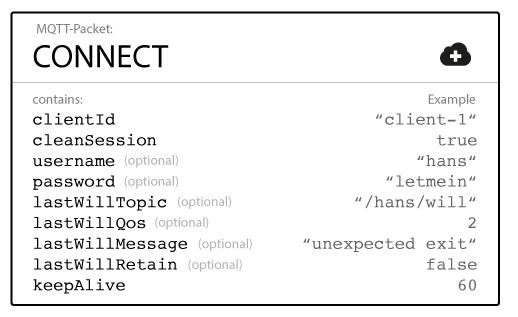 MQTT-Packet:
CONNECT
contains: Example
clientId "client-1"
cleanSession true
username (optional) "hans"
password (optional) "letmein"
lastWillTopic (optional) "/hans/will"
lastWillQos (optional) 2
lastWillMessage (optional) "unexpected exit"
lastWillRetain (optional) false
keepAlive 60